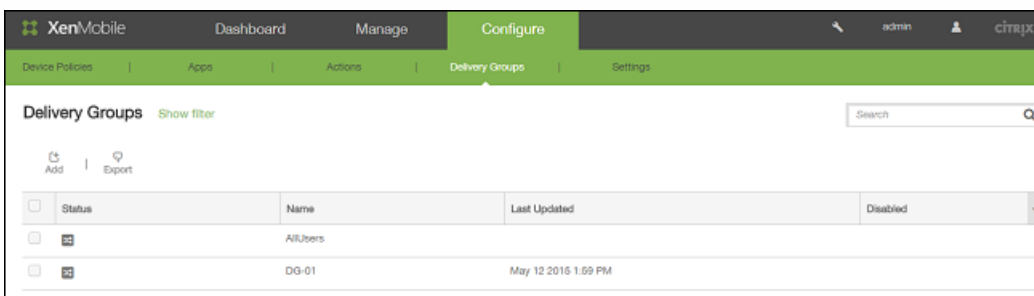 XenMobile Dashboard Manage Configure admin CITRIX
Device Policies | Apps | Actions | Delivery Groups | Settings
Delivery Groups Show filter Search
Add | Export
Status Name Last Updated Disabled
AllUsers
DG-01 May 12 2015 1:59 PM